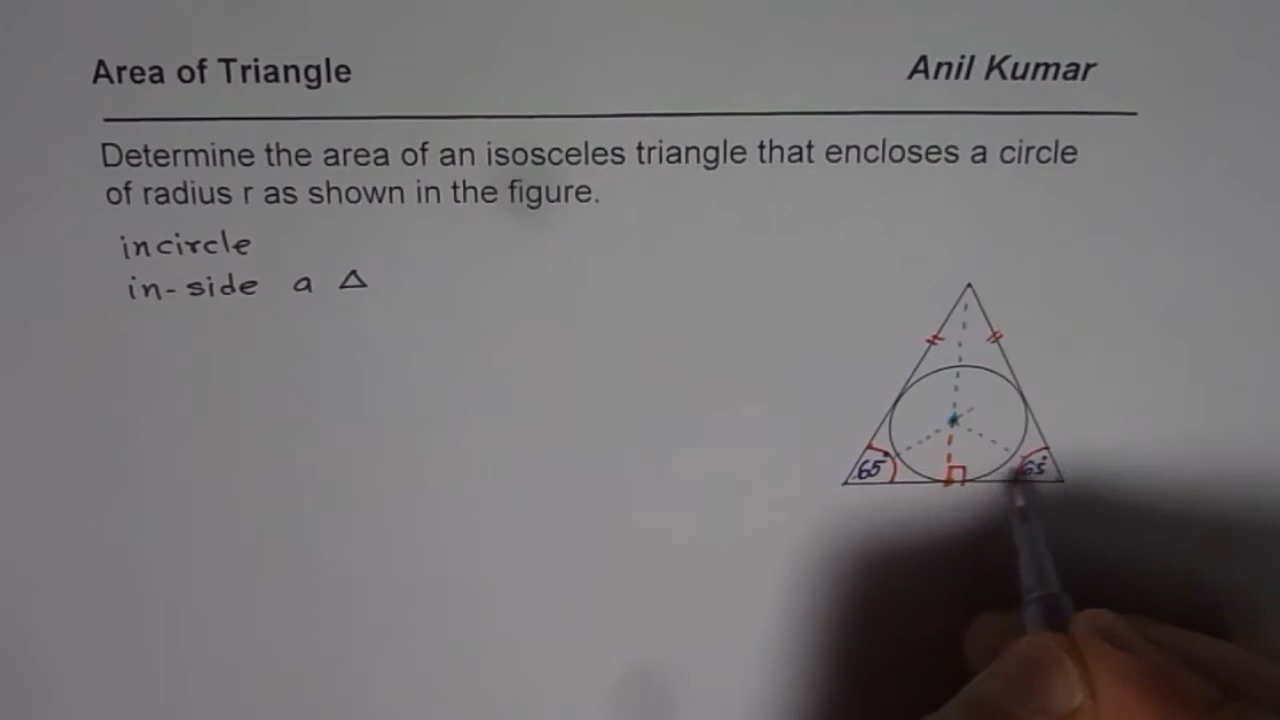 Area of Triangle
Anil Kumar
Determine the area of an isosceles triangle that encloses a circle
of radius r as shown in the figure.
incircle
in-side a Δ
65°
65°